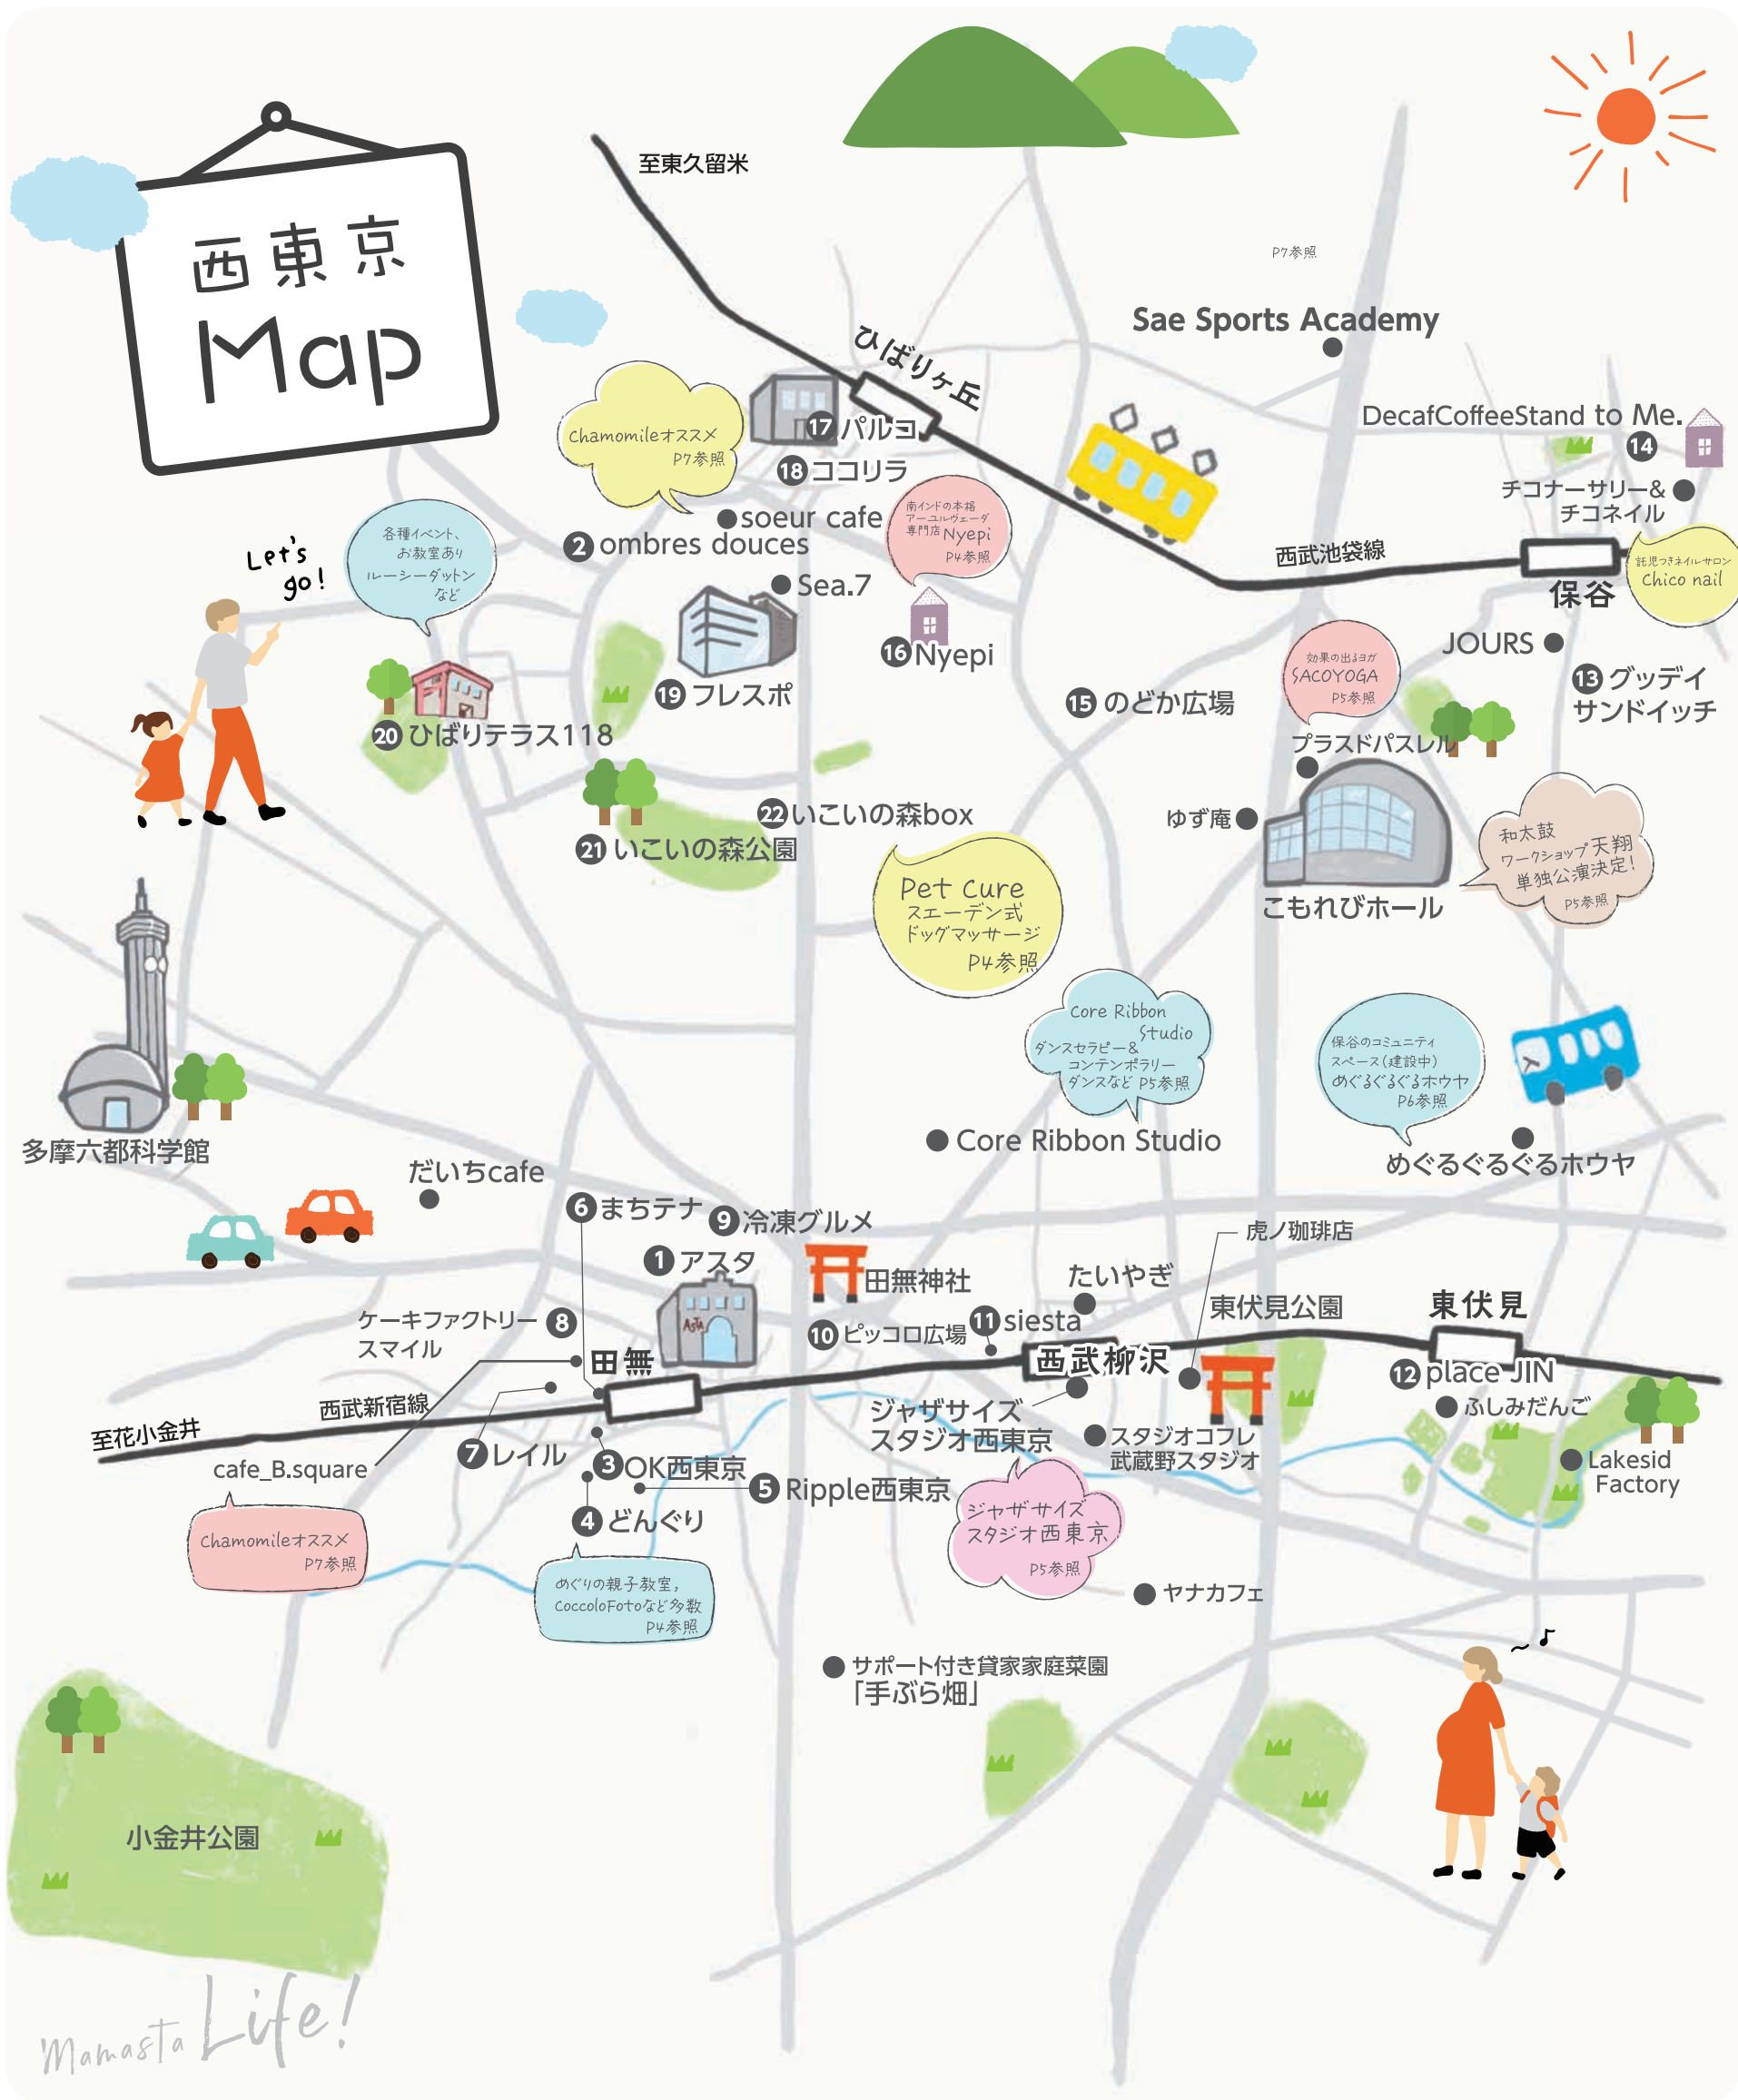 西東京
Map
至東久留米
P7参照
Sae Sports Academy
ひばりヶ丘
Chamomileオススメ
P7参照
17 パルコ
18 ココリラ
DecafCoffeeStand to Me.
14
チコナーサリー&
チコネイル
soeur cafe
2 ombres douces
南インドの本格
アーユルヴェーダ
専門店Nyepi
P4参照
各種イベント、
お教室あり
ルーシーダットン
など
Let's
go!
西武池袋線
保谷
託児つきネイルサロン
Chico nail
Sea.7
16 Nyepi
JOURS
13 グッデイ
サンドイッチ
19 フレスポ
15 のどか広場
効果の出るヨガ
SACOYOGA
P5参照
プラスドパスレル
20 ひばりテラス118
22 いこいの森box
21 いこいの森公園
ゆず庵
こもれびホール
和太鼓
ワークショップ天翔
単独公演決定!
P5参照
Pet Cure
スエーデン式
ドッグマッサージ
P4参照
Core Ribbon
Studio
ダンスセラピー&
コンテンポラリー
ダンスなど P5参照
保谷のコミュニティ
スペース(建設中)
めぐるぐるぐるホウヤ
P6参照
Core Ribbon Studio
めぐるぐるぐるホウヤ
多摩六都科学館
だいちcafe
6 まちテナ
9 冷凍グルメ
1 アスタ
ASTA
田無神社
虎ノ珈琲店
たいやぎ
東伏見公園
東伏見
ケーキファクトリー
スマイル
8
10 ピッコロ広場
11 siesta
田無
西武柳沢
12 place JIN
ふしみだんご
西武新宿線
至花小金井
ジャザサイズ
スタジオ西東京
スタジオコフレ
武蔵野スタジオ
Lakesid
Factory
cafe_B.square
7 レイル
3 OK西東京
5 Ripple西東京
4 どんぐり
Chamomileオススメ
P7参照
めぐりの親子教室,
CoccoloFotoなど多数
P4参照
ジャザサイズ
スタジオ西東京
P5参照
ヤナカフェ
サポート付き貸家家庭菜園
「手ぶら畑」
小金井公園
Mamasta Life!